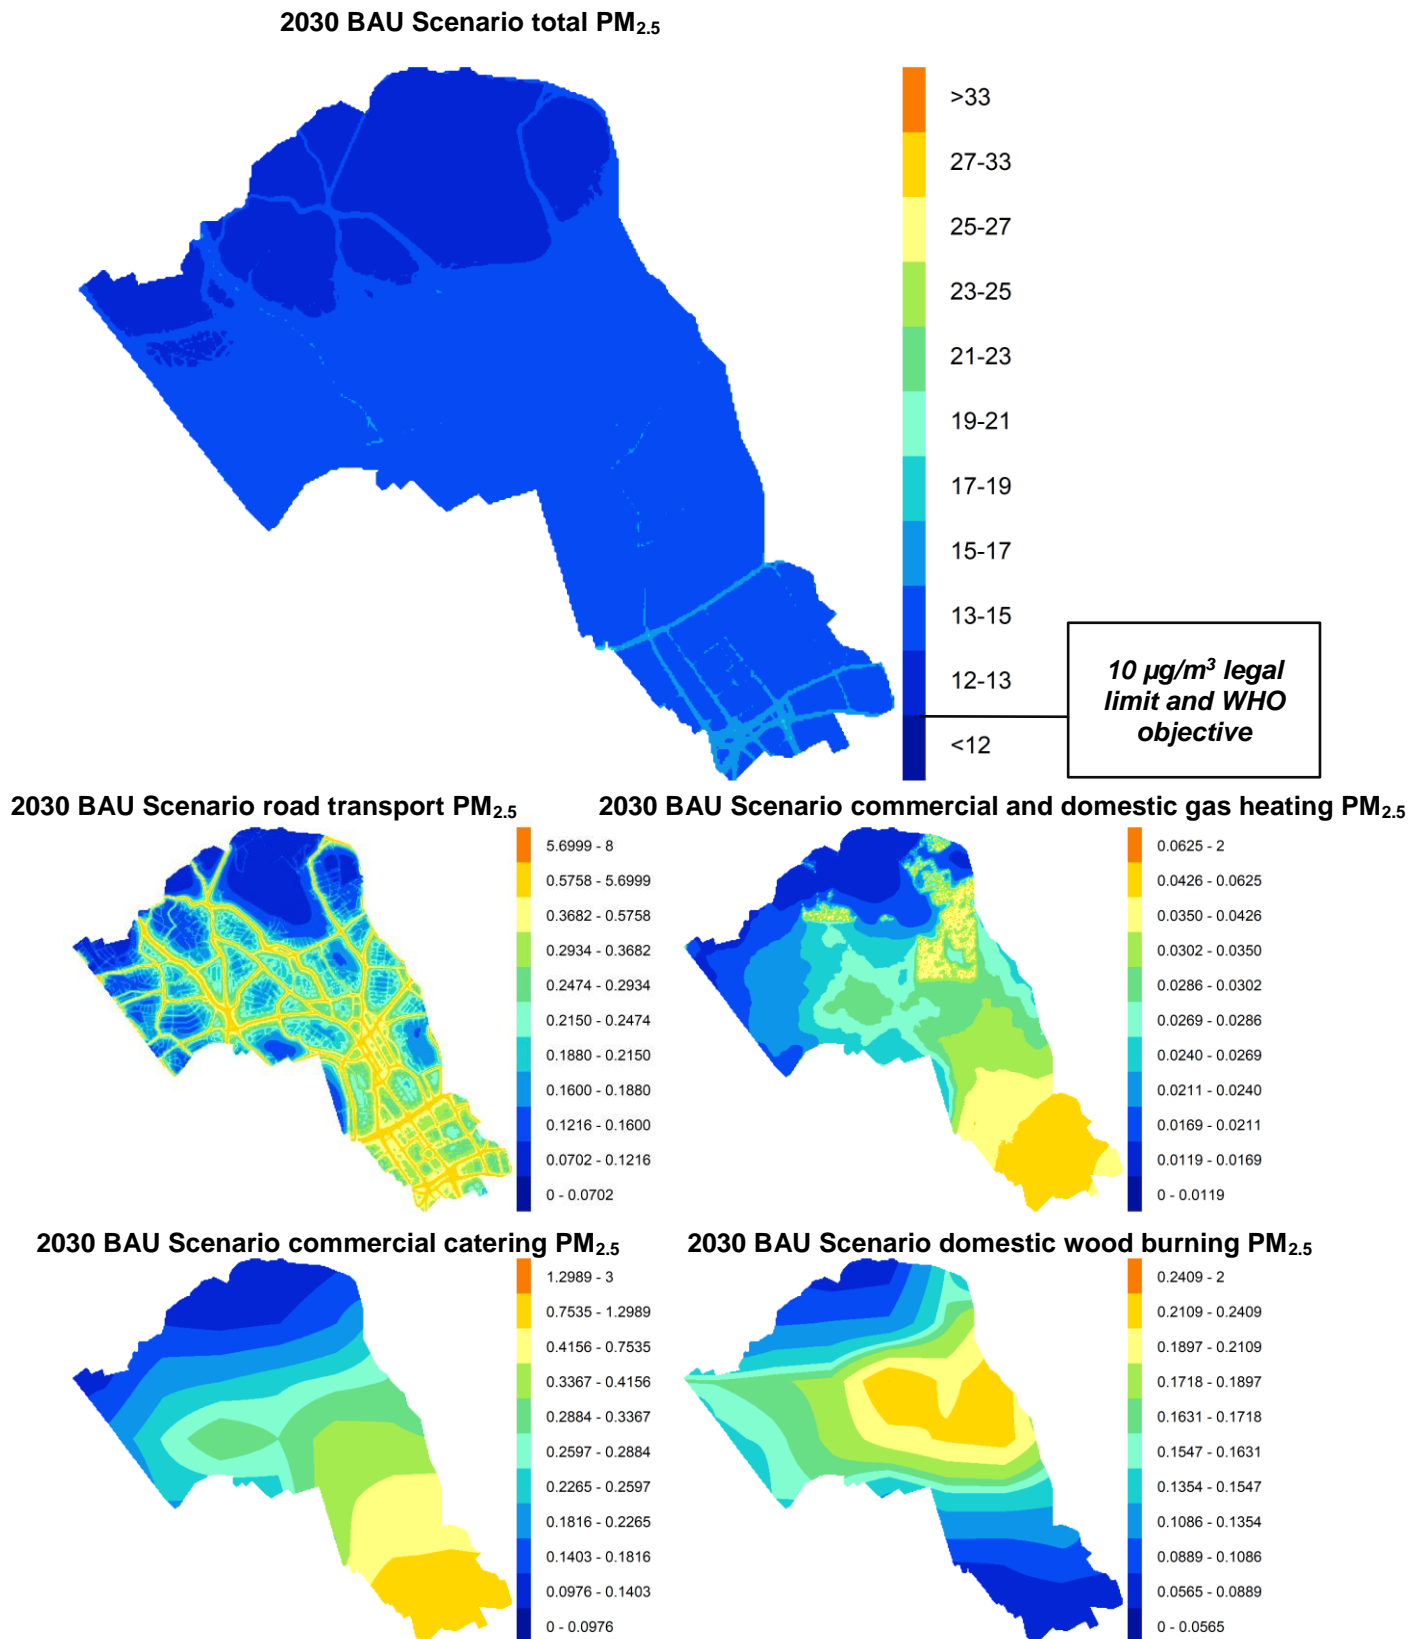 2030 BAU Scenario total PM2.5
>33
27-33
25-27
23-25
21-23
19-21
17-19
15-17
13-15
12-13
<12
10 µg/m³ legal
limit and WHO
objective
2030 BAU Scenario road transport PM2.5
5.6999 - 8
0.5758 - 5.6999
0.3682 - 0.5758
0.2934 - 0.3682
0.2474 - 0.2934
0.2150 - 0.2474
0.1880 - 0.2150
0.1600 - 0.1880
0.1216 - 0.1600
0.0702 - 0.1216
0 - 0.0702
2030 BAU Scenario commercial and domestic gas heating PM2.5
0.0625 - 2
0.0426 - 0.0625
0.0350 - 0.0426
0.0302 - 0.0350
0.0286 - 0.0302
0.0269 - 0.0286
0.0240 - 0.0269
0.0211 - 0.0240
0.0169 - 0.0211
0.0119 - 0.0169
0 - 0.0119
2030 BAU Scenario commercial catering PM2.5
1.2989 - 3
0.7535 - 1.2989
0.4156 - 0.7535
0.3367 - 0.4156
0.2884 - 0.3367
0.2597 - 0.2884
0.2265 - 0.2597
0.1816 - 0.2265
0.1403 - 0.1816
0.0976 - 0.1403
0 - 0.0976
2030 BAU Scenario domestic wood burning PM2.5
0.2409 - 2
0.2109 - 0.2409
0.1897 - 0.2109
0.1718 - 0.1897
0.1631 - 0.1718
0.1547 - 0.1631
0.1354 - 0.1547
0.1086 - 0.1354
0.0889 - 0.1086
0.0565 - 0.0889
0 - 0.0565